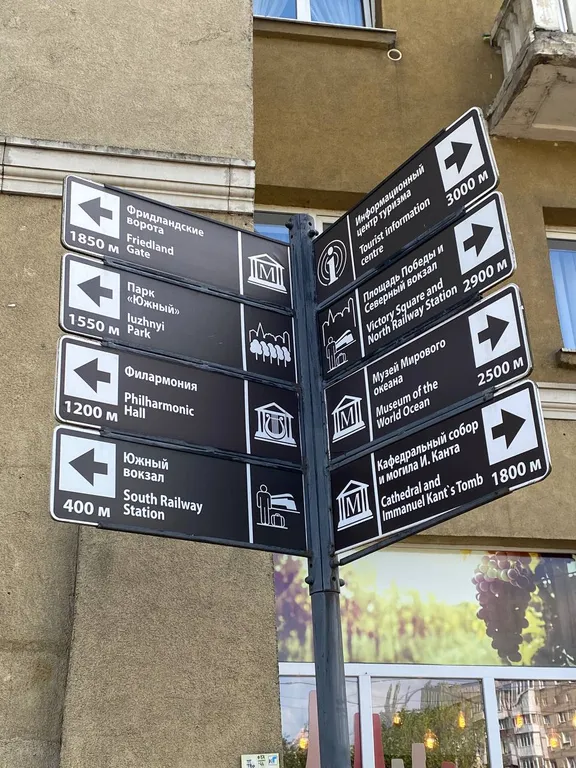 Фридландские
ворота
Friedland
Gate
1850 м
М
Парк
«Южный»
Iuzhnyi
Park
1550 м
Филармония
Philharmonic
Hall
1200 м
Южный
вокзал
South Railway
Station
400 м
Информационный
центр туризма
Tourist information
centre
3000 м
i
Площадь Победы и
Северный вокзал
Victory Square and
North Railway Station
2900 м
Музей Мирового
океана
Museum of the
World Ocean
2500 м
М
Кафедральный собор
и могила И. Канта
Cathedral and
Immanuel Kant`s Tomb
1800 м
М